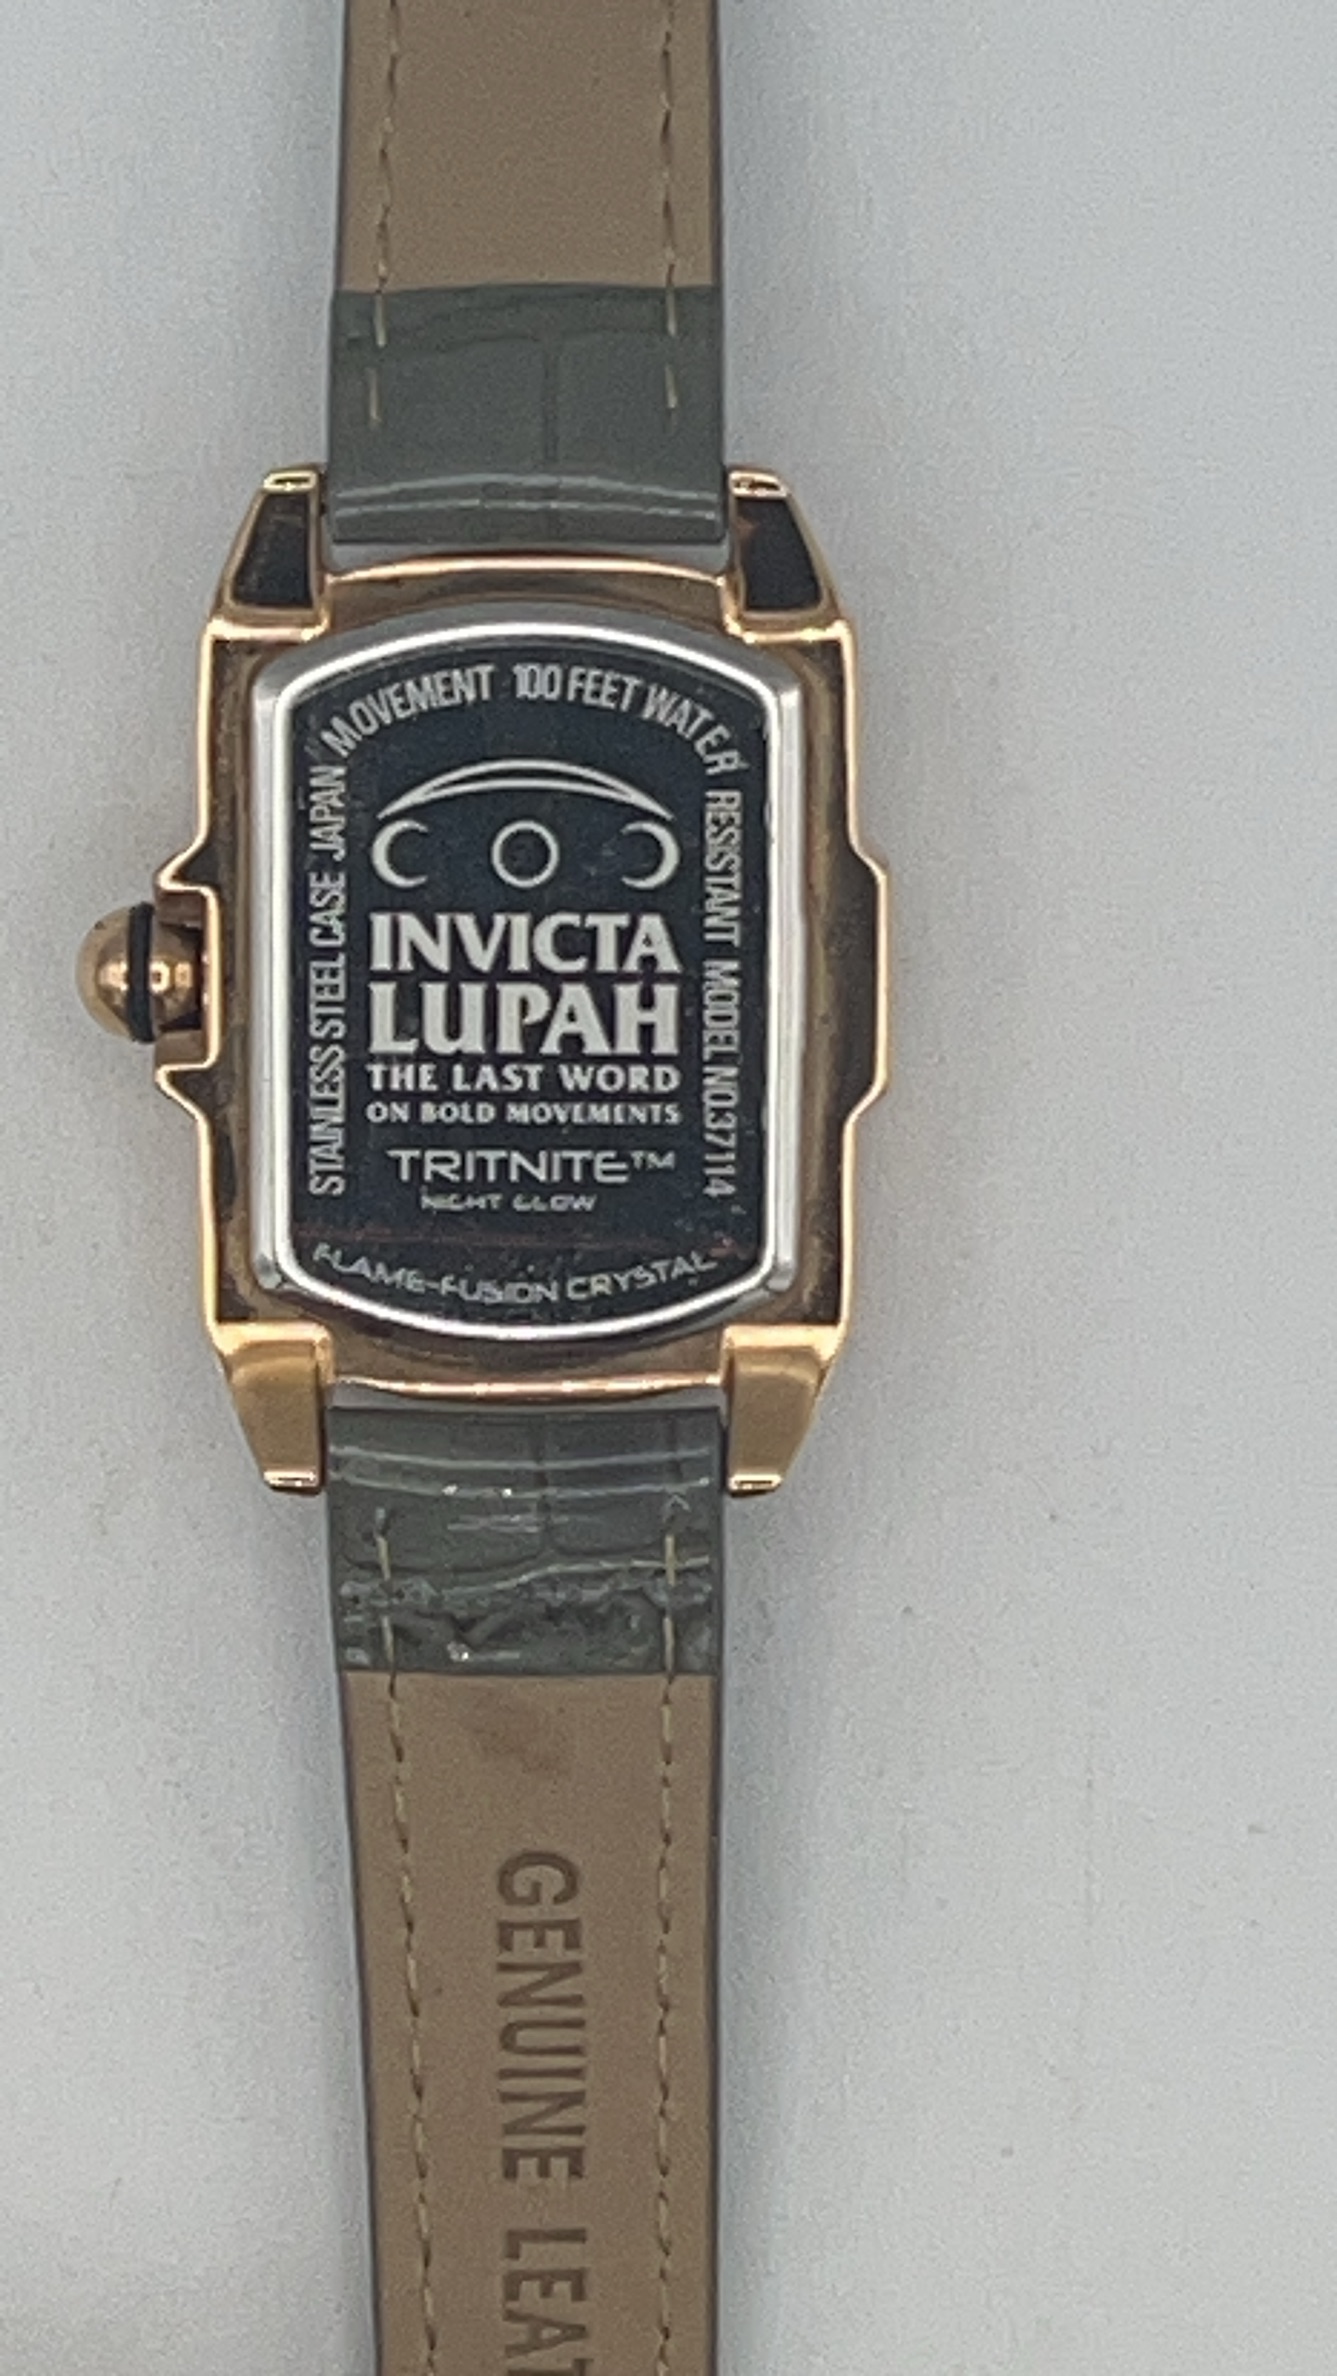 STAINLESS STEEL CASE JAPAN MOVEMENT 100 FEET WATER RESISTANT MODEL NO.37114
INVICTA
LUPAH
THE LAST WORD
ON BOLD MOVEMENTS
TRITNITE™
NIGHT GLOW
FLAME-FUSION CRYSTAL
GENUINE LEAT